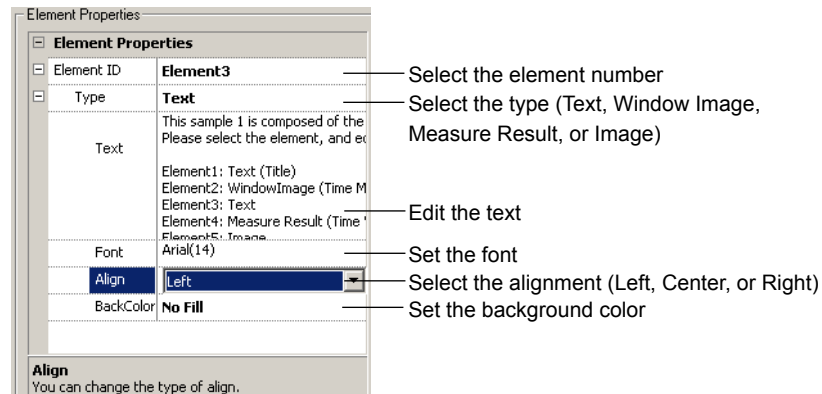 Element Properties
Element Properties
Element ID Element3 Select the element number
Type Text Select the type (Text, Window Image,
Measure Result, or Image)
This sample 1 is composed of the
Text Please select the element, and
Element1: Text (Title)
Element2: WindowImage (Time
Element3: Text Edit the text
Element4: Measure Result (Time
Element5: Image
Font Arial(14) Set the font
Align Left Select the alignment (Left, Center, or Right)
BackColor No Fill Set the background color
Align
You can change the type of align.